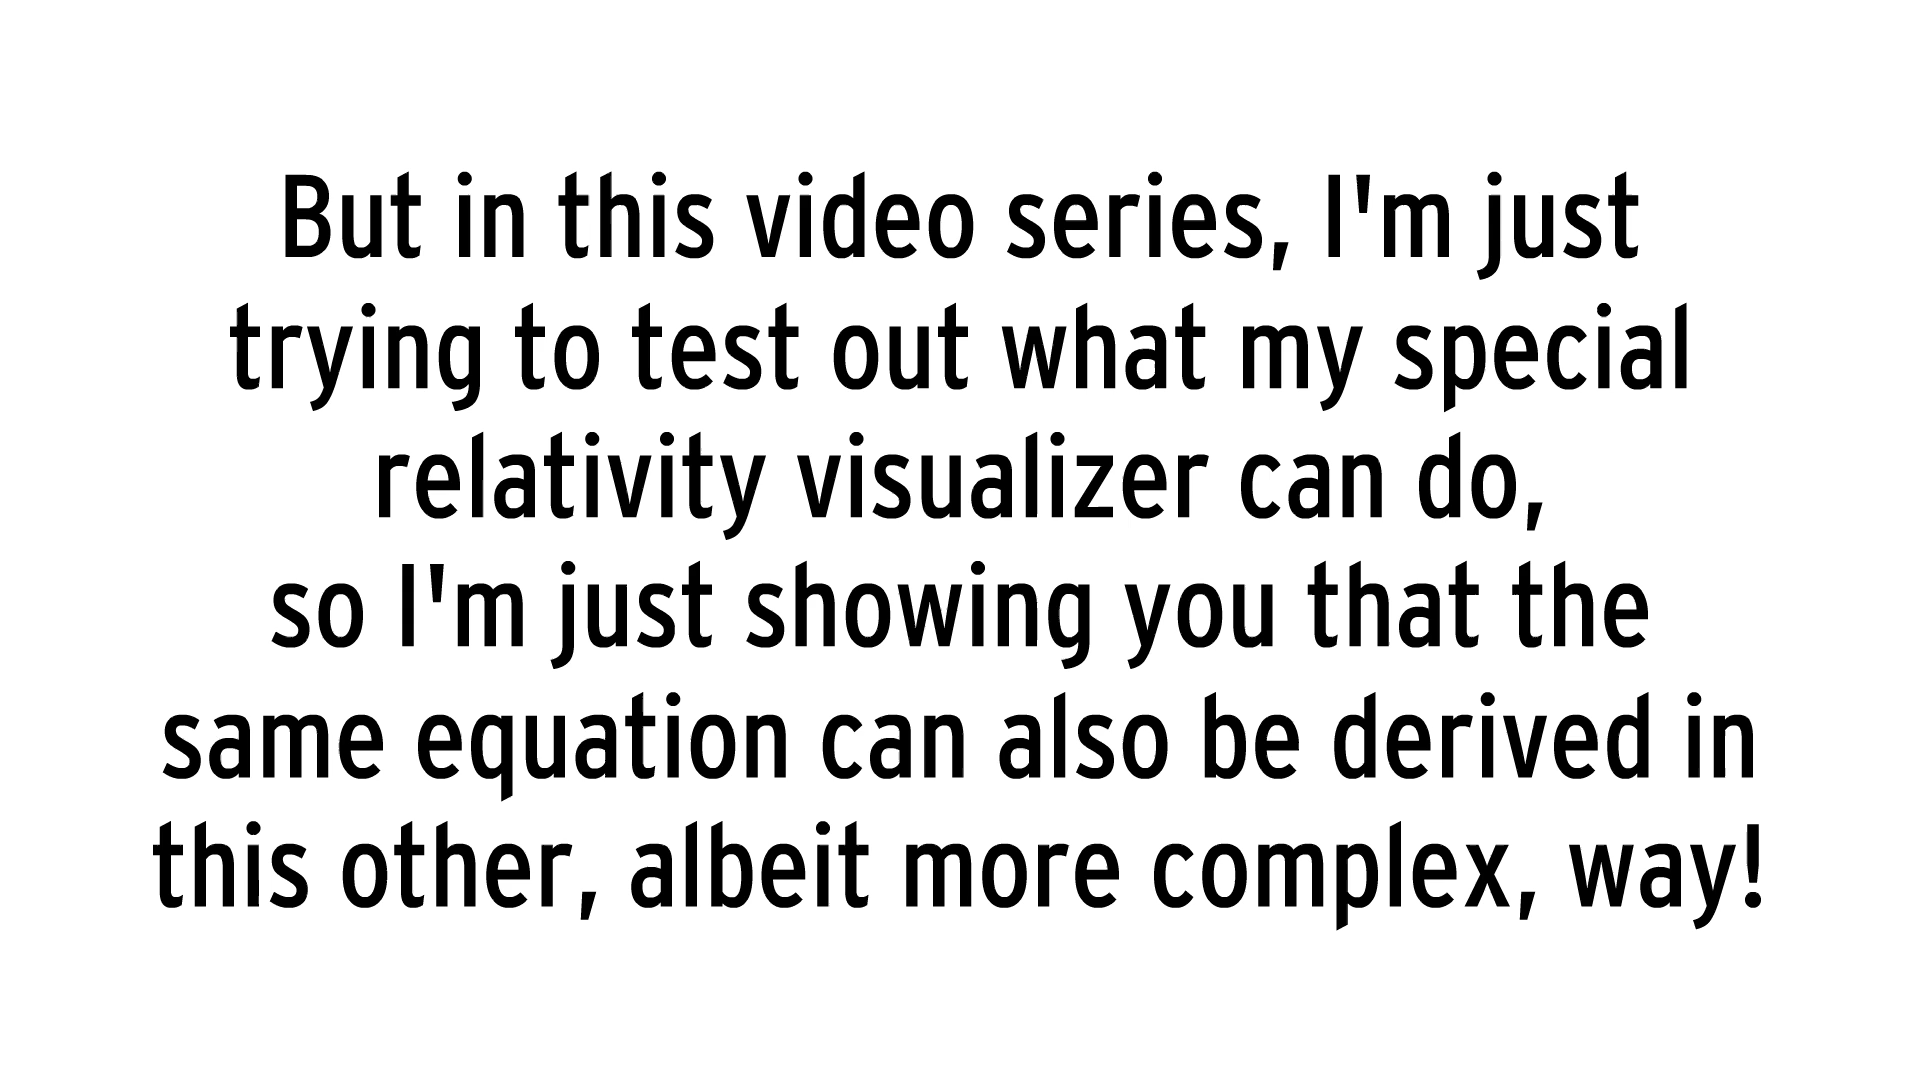 But in this video series, I'm just
trying to test out what my special
relativity visualizer can do,
so I'm just showing you that the
same equation can also be derived in
this other, albeit more complex, way!